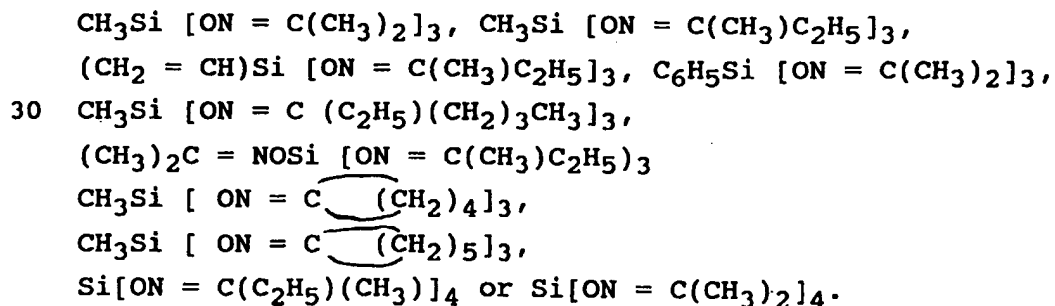 CH₃Si [ON = C(CH₃)₂]₃, CH₃Si [ON = C(CH₃)C₂H₅]₃,
(CH₂ = CH)Si [ON = C(CH₃)C₂H₅]₃, C₆H₅Si [ON = C(CH₃)₂]₃,
30 CH₃Si [ON = C (C₂H₅)(CH₂)₃CH₃]₃,
(CH₃)₂C = NOSi [ON = C(CH₃)C₂H₅)₃
CH₃Si [ ON = C (CH₂)₄]₃,
CH₃Si [ ON = C (CH₂)₅]₃,
Si[ON = C(C₂H₅)(CH₃)]₄ or Si[ON = C(CH₃)₂]₄.